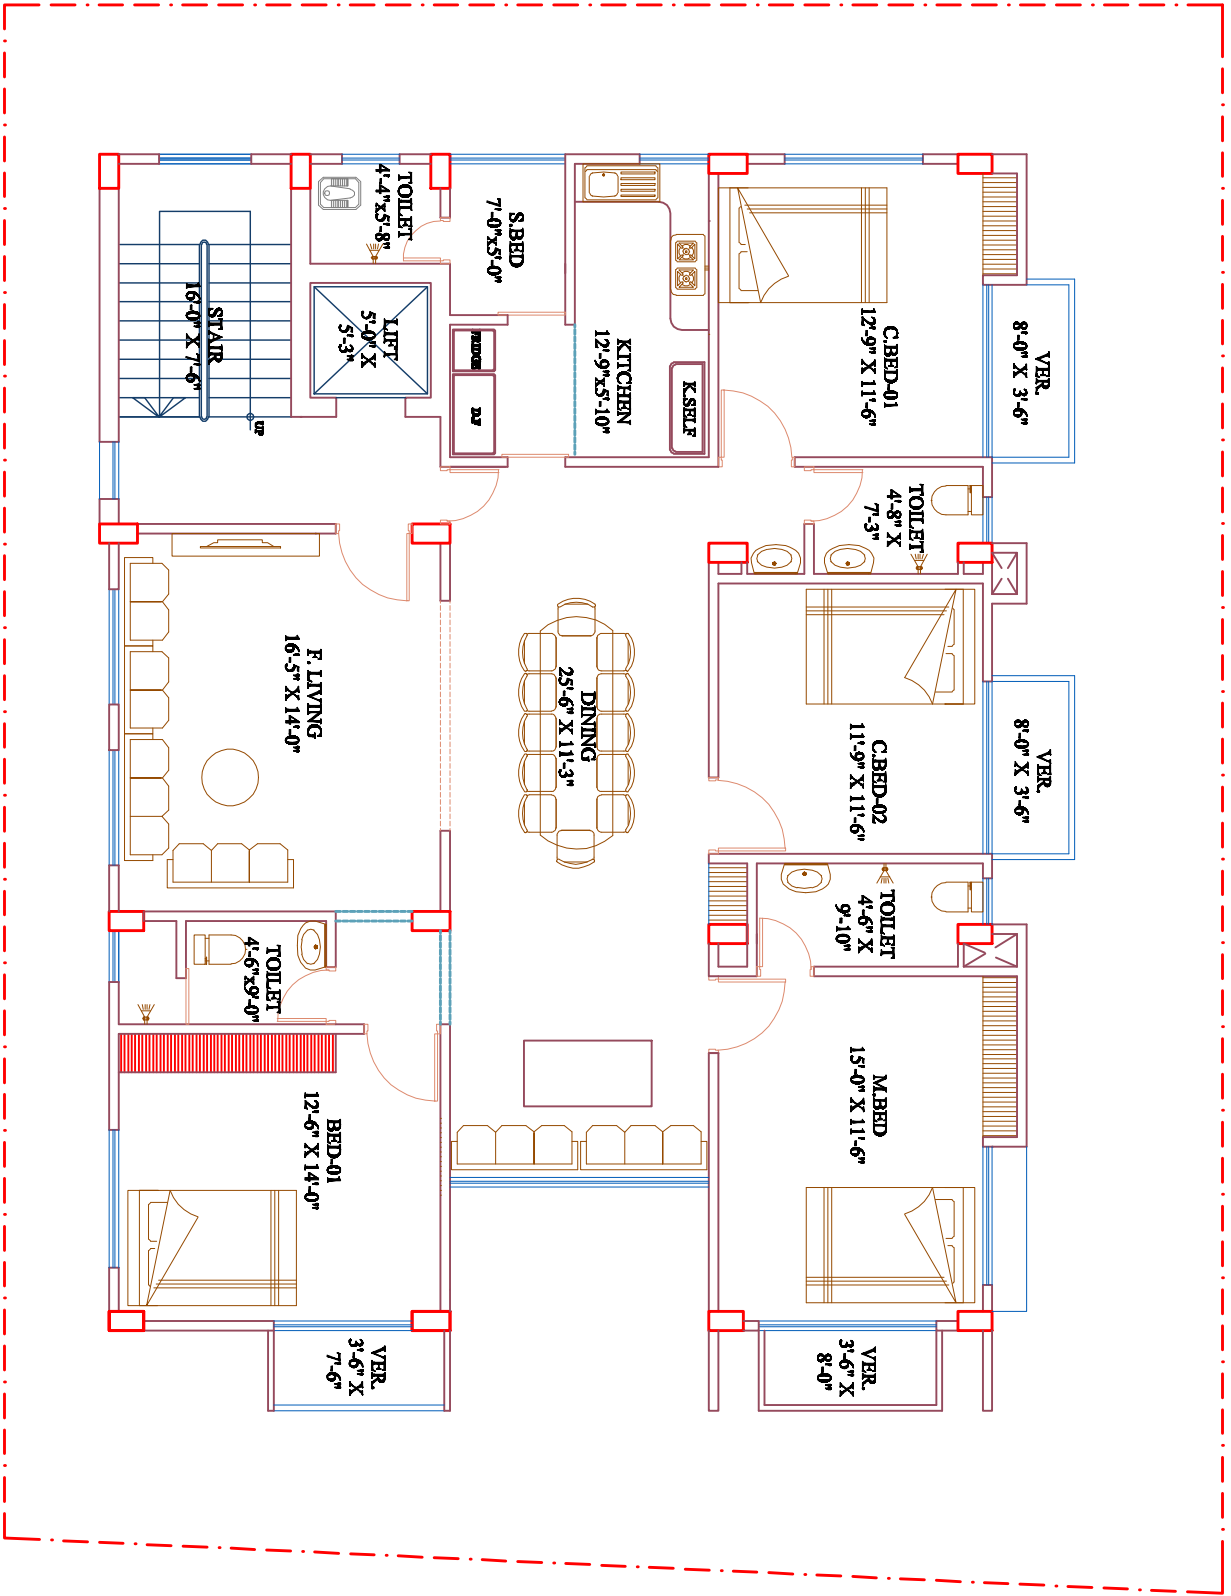 TOILET
4'-4"x5'-8"
S.BED
7'-0"x5'-0"
STAIR
16'-0" X 7'-6"
LIFT
5'-0" X
5'-3"
FRIDGE
D.F
UP
KITCHEN
12'-9"x5'-10"
K.SELF
C.BED-01
12'-9" X 11'-6"
VER.
8'-0" X 3'-6"
TOILET
4'-8" X
7'-3"
F. LIVING
16'-5" X 14'-0"
DINING
25'-6" X 11'-3"
C.BED-02
11'-9" X 11'-6"
VER.
8'-0" X 3'-6"
TOILET
4'-6" X
9'-10"
TOILET
4'-6"x9'-0"
BED-01
12'-6" X 14'-0"
M.BED
15'-0" X 11'-6"
VER.
3'-6" X
7'-6"
VER.
3'-6" X
8'-0"